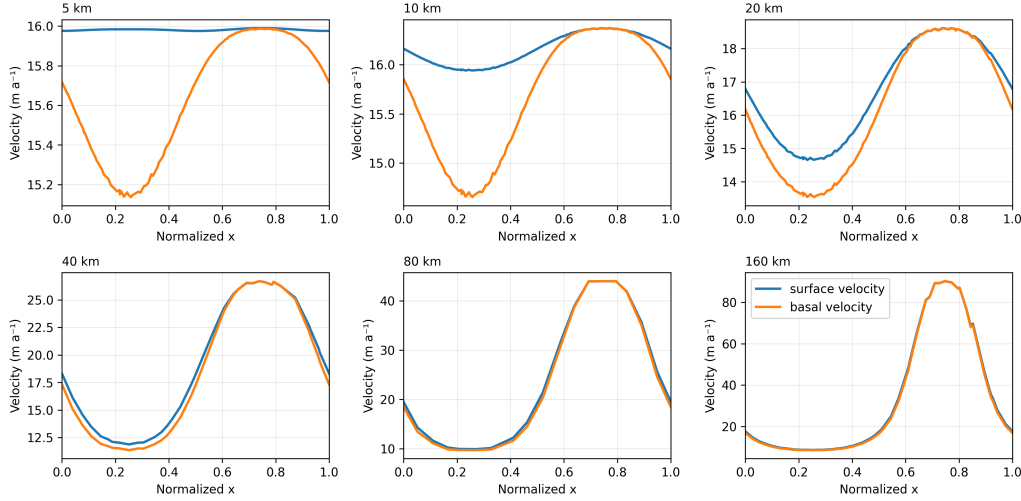 5 km
Velocity (m a⁻¹)
16.0
15.8
15.6
15.4
15.2
0.0 0.2 0.4 0.6 0.8 1.0
Normalized x
10 km
Velocity (m a⁻¹)
16.0
15.5
15.0
0.0 0.2 0.4 0.6 0.8 1.0
Normalized x
20 km
Velocity (m a⁻¹)
18
17
16
15
14
0.0 0.2 0.4 0.6 0.8 1.0
Normalized x
40 km
Velocity (m a⁻¹)
25.0
22.5
20.0
17.5
15.0
12.5
0.0 0.2 0.4 0.6 0.8 1.0
Normalized x
80 km
Velocity (m a⁻¹)
40
30
20
10
0.0 0.2 0.4 0.6 0.8 1.0
Normalized x
160 km
surface velocity
basal velocity
Velocity (m a⁻¹)
80
60
40
20
0.0 0.2 0.4 0.6 0.8 1.0
Normalized x